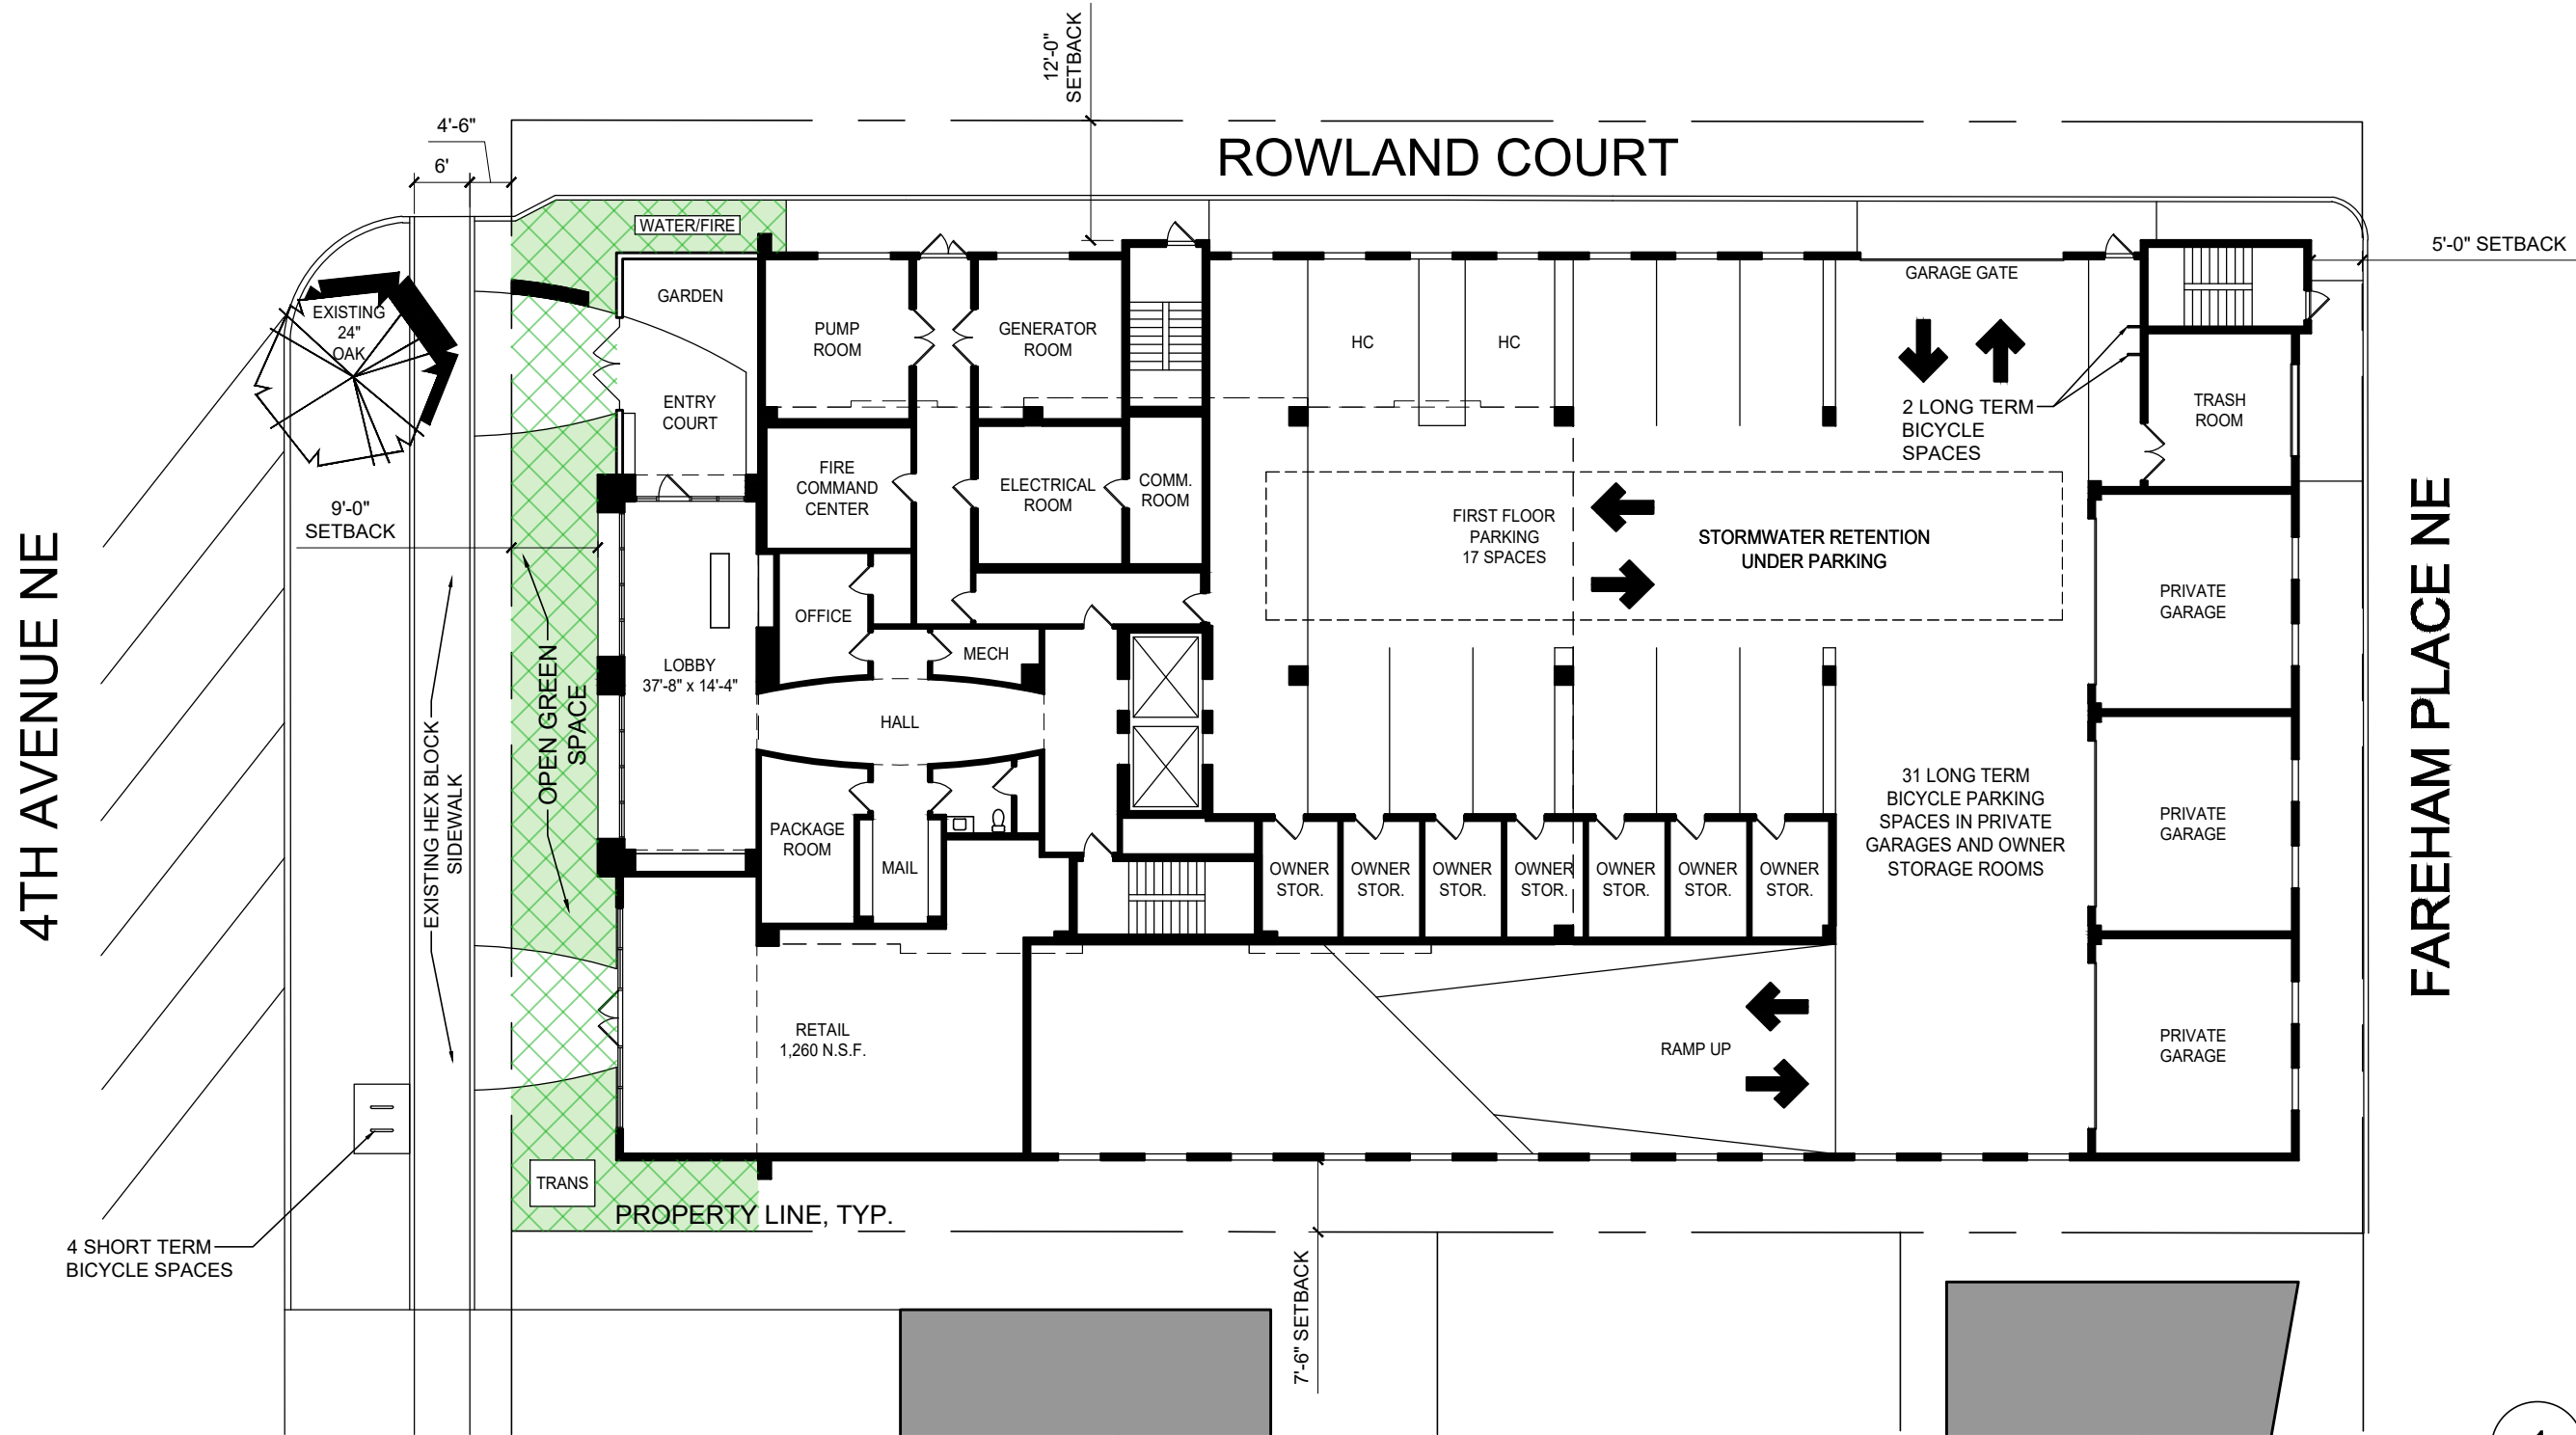 12'-0"
SETBACK
4'-6"
6'
ROWLAND COURT
WATER/FIRE
5'-0" SETBACK
EXISTING
24"
OAK
GARDEN
GARAGE GATE
PUMP
ROOM
GENERATOR
ROOM
HC
HC
ENTRY
COURT
2 LONG TERM
BICYCLE
SPACES
TRASH
ROOM
FIRE
COMMAND
CENTER
ELECTRICAL
ROOM
COMM.
ROOM
9'-0"
SETBACK
FIRST FLOOR
PARKING
17 SPACES
STORMWATER RETENTION
UNDER PARKING
4TH AVENUE NE
FAREHAM PLACE NE
OFFICE
MECH
PRIVATE
GARAGE
LOBBY
37'-8" x 14'-4"
OPEN GREEN
SPACE
EXISTING HEX BLOCK
SIDEWALK
HALL
31 LONG TERM
BICYCLE PARKING
SPACES IN PRIVATE
GARAGES AND OWNER
STORAGE ROOMS
PRIVATE
GARAGE
PACKAGE
ROOM
MAIL
OWNER
STOR.
OWNER
STOR.
OWNER
STOR.
OWNER
STOR.
OWNER
STOR.
OWNER
STOR.
OWNER
STOR.
RETAIL
1,260 N.S.F.
RAMP UP
PRIVATE
GARAGE
TRANS
PROPERTY LINE, TYP.
4 SHORT TERM
BICYCLE SPACES
7'-6" SETBACK